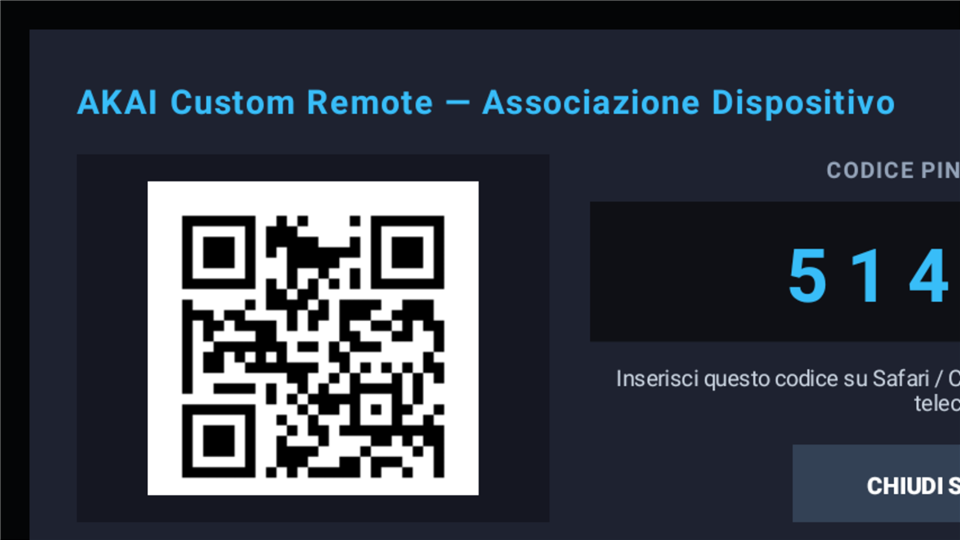 AKAI Custom Remote — Associazione Dispositivo
CODICE PIN
5 1 4
Inserisci questo codice su Safari / C
telec
CHIUDI S